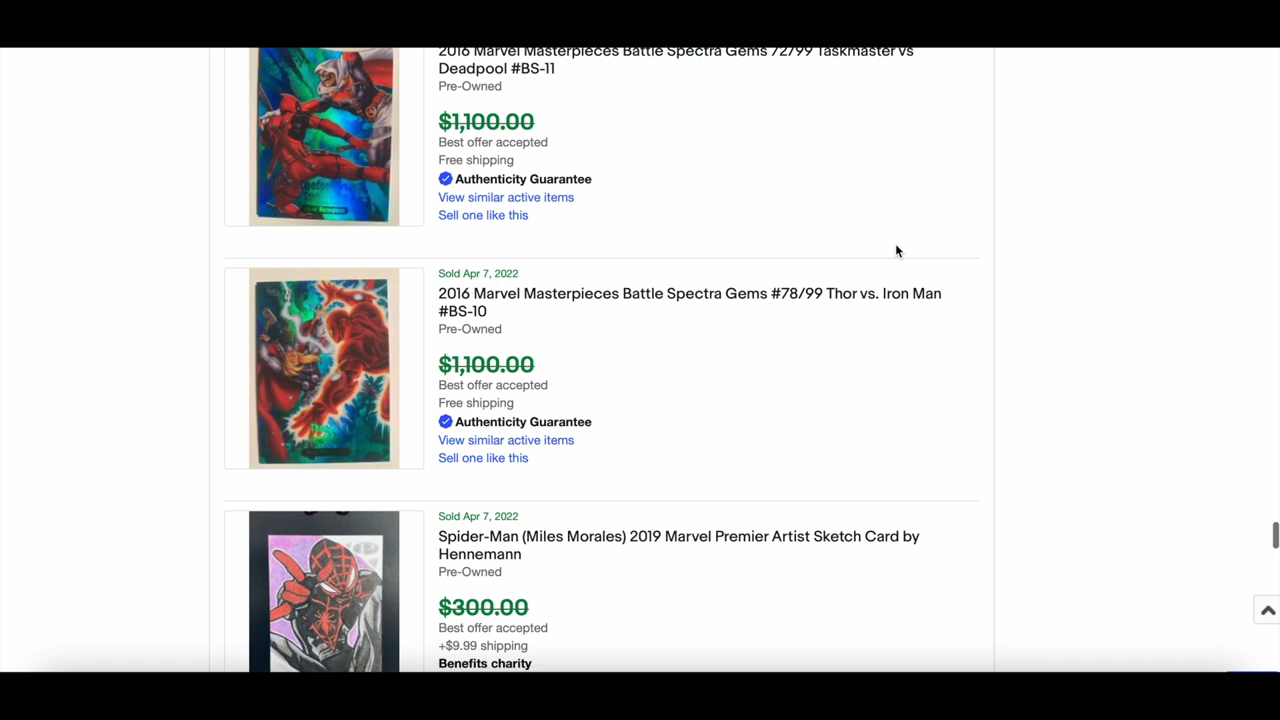 2016 Marvel Masterpieces Battle Spectra Gems 72/99 Taskmaster vs
Deadpool #BS-11
Pre-Owned
$1,100.00
Best offer accepted
Free shipping
Authenticity Guarantee
View similar active items
Sell one like this
Sold Apr 7, 2022
2016 Marvel Masterpieces Battle Spectra Gems #78/99 Thor vs. Iron Man
#BS-10
Pre-Owned
$1,100.00
Best offer accepted
Free shipping
Authenticity Guarantee
View similar active items
Sell one like this
Sold Apr 7, 2022
Spider-Man (Miles Morales) 2019 Marvel Premier Artist Sketch Card by
Hennemann
Pre-Owned
$300.00
Best offer accepted
+$9.99 shipping
Benefits charity